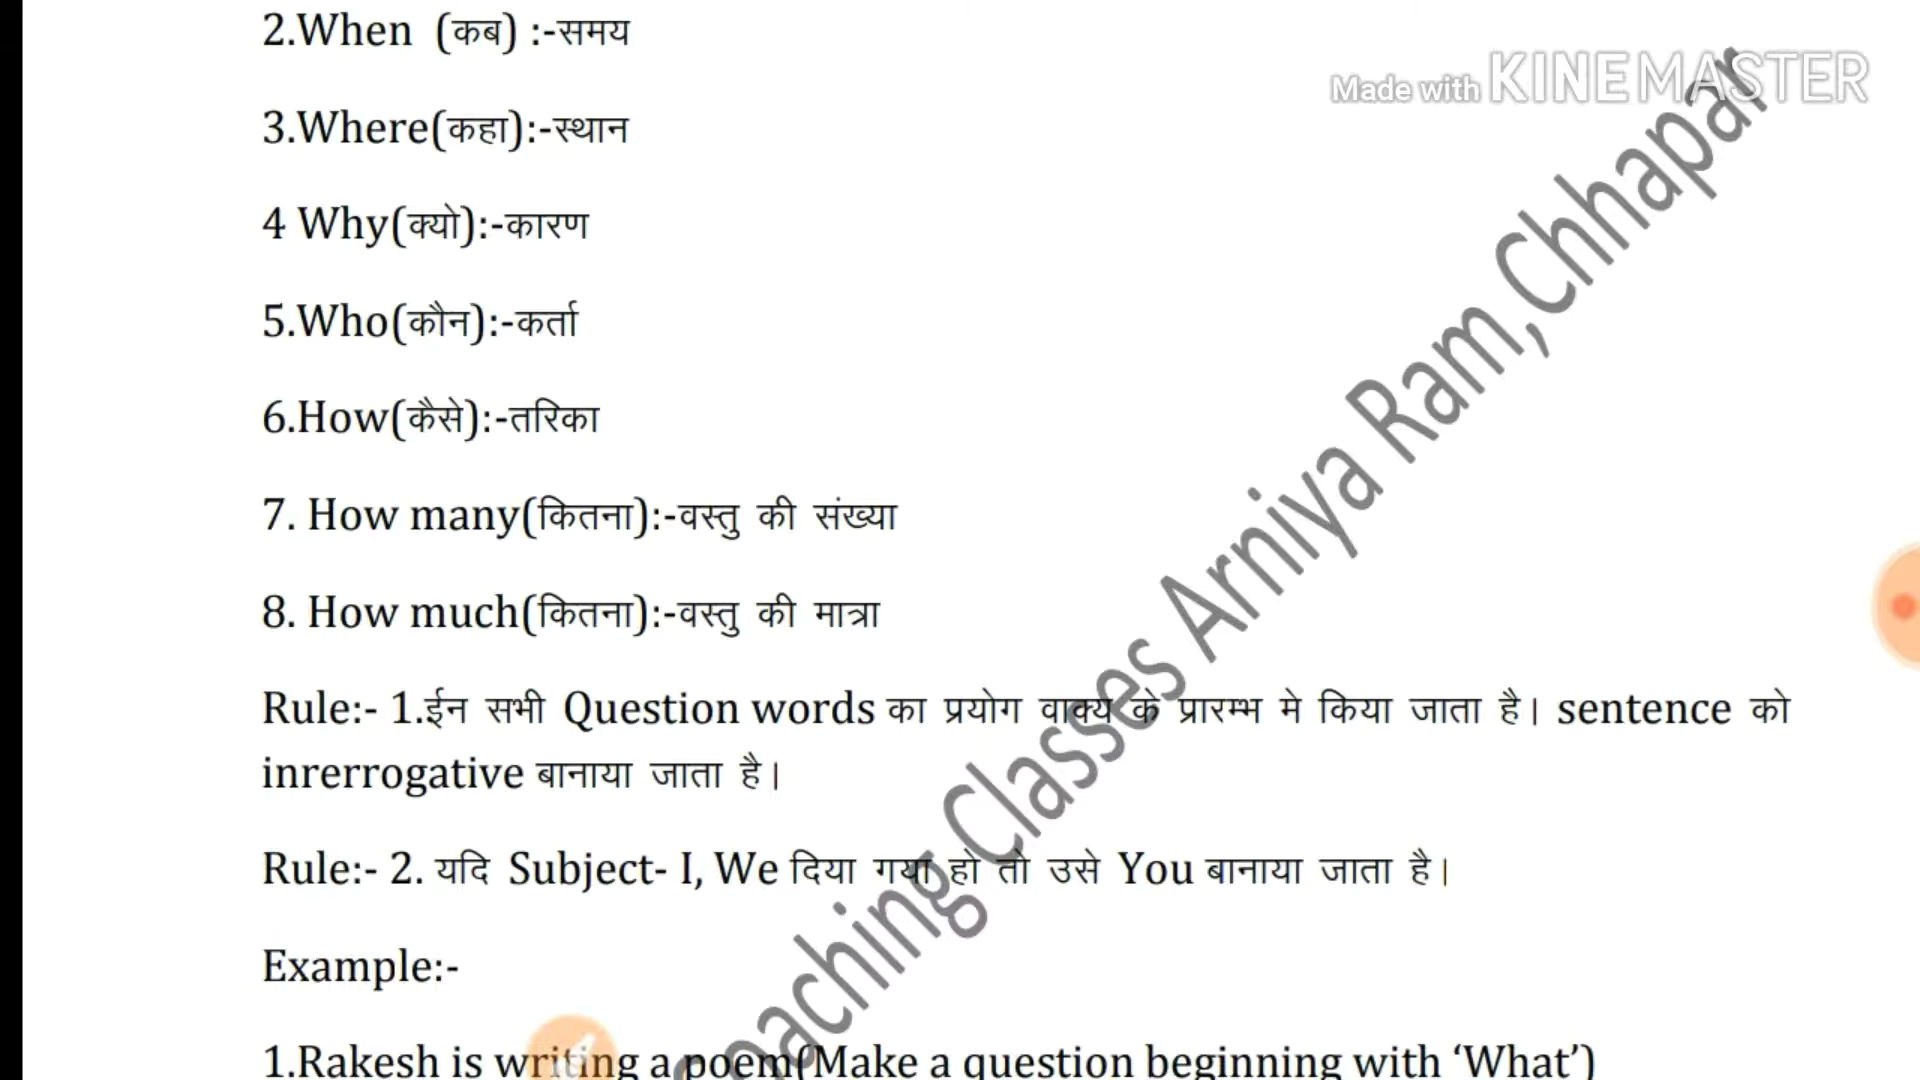 2.When (कब) :-समय
Made with KINEMASTER
3.Where(कहा):-स्थान
4 Why(क्यो):-कारण
5.Who(कौन):-कर्ता
6.How(कैसे):-तरिका
7. How many(कितना):-वस्तु की संख्या
8. How much(कितना):-वस्तु की मात्रा
Rule:- 1.ईन सभी Question words का प्रयोग वाक्य के प्रारम्भ मे किया जाता है। sentence को
inrerrogative बानाया जाता है।
Rule:- 2. यदि Subject- I, We दिया गया हो तो उसे You बानाया जाता है।
Example:-
1.Rakesh is writing a poem(Make a question beginning with ‘What’)
Classes Arniya Ram,Chhapar